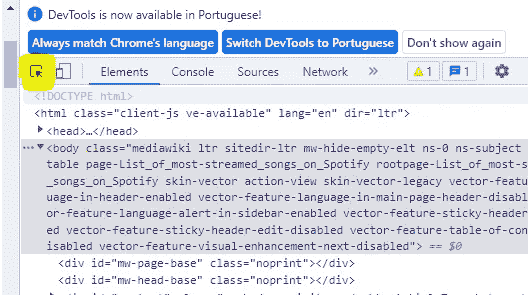 DevTools is now available in Portuguese!
Always match Chrome's language Switch DevTools to Portuguese Don't show again
Elements Console Sources Network » 1 1
<!DOCTYPE html>
<html class="client-js ve-available" lang="en" dir="ltr">
<head>…</head>
<body class="mediawiki ltr sitedir-ltr mw-hide-empty-elt ns-0 ns-subject
table page-List_of_most-streamed_songs_on_Spotify rootpage-List_of_most-s
_songs_on_Spotify skin-vector action-view skin-vector-legacy vector-featu
uage-in-header-enabled vector-feature-language-in-main-page-header-disabl
or-feature-language-alert-in-sidebar-enabled vector-feature-sticky-header
ed vector-feature-sticky-header-edit-disabled vector-feature-table-of-con
isabled vector-feature-visual-enhancement-next-disabled"> == $0
<div id="mw-page-base" class="noprint"></div>
<div id="mw-head-base" class="noprint"></div>